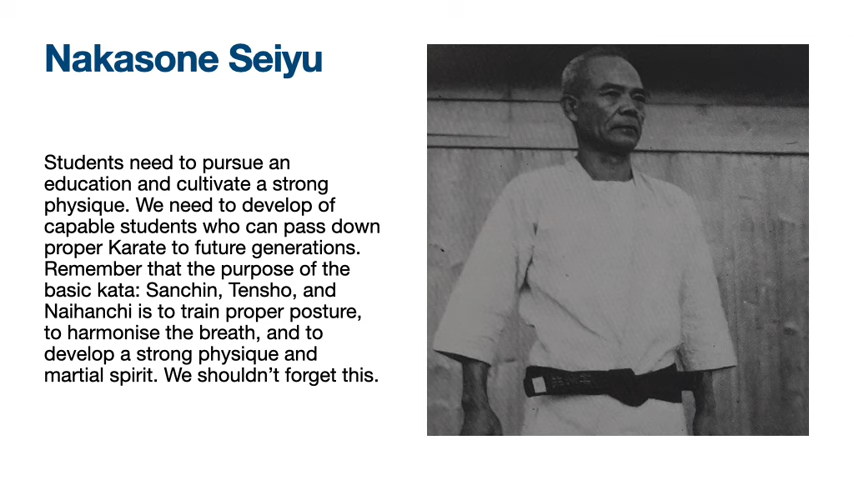 Nakasone Seiyu
Students need to pursue an
education and cultivate a strong
physique. We need to develop of
capable students who can pass down
proper Karate to future generations.
Remember that the purpose of the
basic kata: Sanchin, Tensho, and
Naihanchi is to train proper posture,
to harmonise the breath, and to
develop a strong physique and
martial spirit. We shouldn’t forget this.